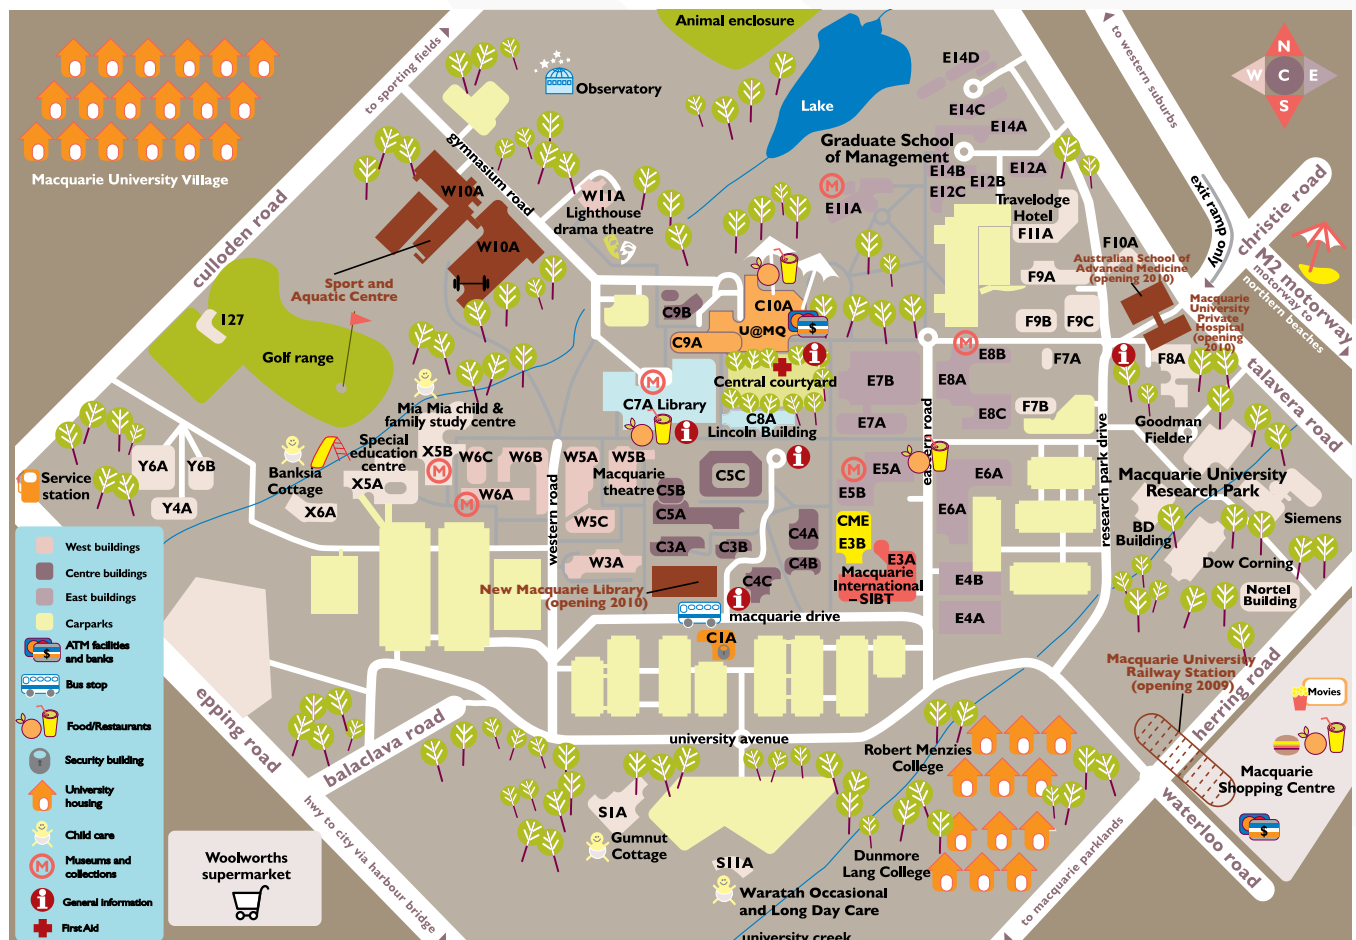 Animal enclosure
to sporting fields
Observatory
Lake
E14D
E14C
E14A
to western suburbs
N
W C E
S
Macquarie University Village
gymnasium road
Graduate School
of Management
E14B
E12B
E12A
E12C
M
E11A
Travelodge
Hotel
F11A
exit ramp only
christie road
M2 motorway
motorway to
northern beaches
W10A
W10A
W11A
Lighthouse
drama theatre
culloden road
Sport and
Aquatic Centre
F10A
Australian School of
Advanced Medicine
(opening 2010)
F9A
F9B
F9C
Macquarie
University
Private
Hospital
(opening
2010)
127
Golf range
C9B
C10A
U@MQ
$
C9A
i
M
E8B
F7A
i
F8A
talavera road
Central courtyard
E7B
E8A
M
C7A Library
C8A
Lincoln Building
E7A
E8C
F7B
Goodman
Fielder
Mia Mia child &
family study centre
i
i
Special
education
centre
X5B
M
W6C
W6B
W5A
W5B
Macquarie
theatre
C5C
M
E5A
E5B
eastern road
E6A
research park drive
Macquarie University
Research Park
Y6A
Y6B
Y4A
Service
station
Banksia
Cottage
X5A
X6A
W6A
M
western road
W5C
C5B
C5A
C4A
CME
E3B
E6A
BD
Building
Siemens
Dow Corning
W3A
C3A
C3B
C4B
C4C
E3A
Macquarie
International
–SIBT
E4B
E4A
Nortel
Building
New Macquarie Library
(opening 2010)
i
macquarie drive
C1A
West buildings
Centre buildings
East buildings
Carparks
$
ATM facilities
and banks
Bus stop
Food/Restaurants
Security building
University
housing
Child care
M
Museums and
collections
i
General information
First Aid
epping road
balaclava road
hwy to city via harbour bridge
university avenue
Macquarie University
Railway Station
(opening 2009)
herring road
Movies
Macquarie
Shopping Centre
$
waterloo road
to macquarie parklands
Robert Menzies
College
Dunmore
Lang College
S1A
Gumnut
Cottage
S11A
Waratah Occasional
and Long Day Care
university creek
Woolworths
supermarket